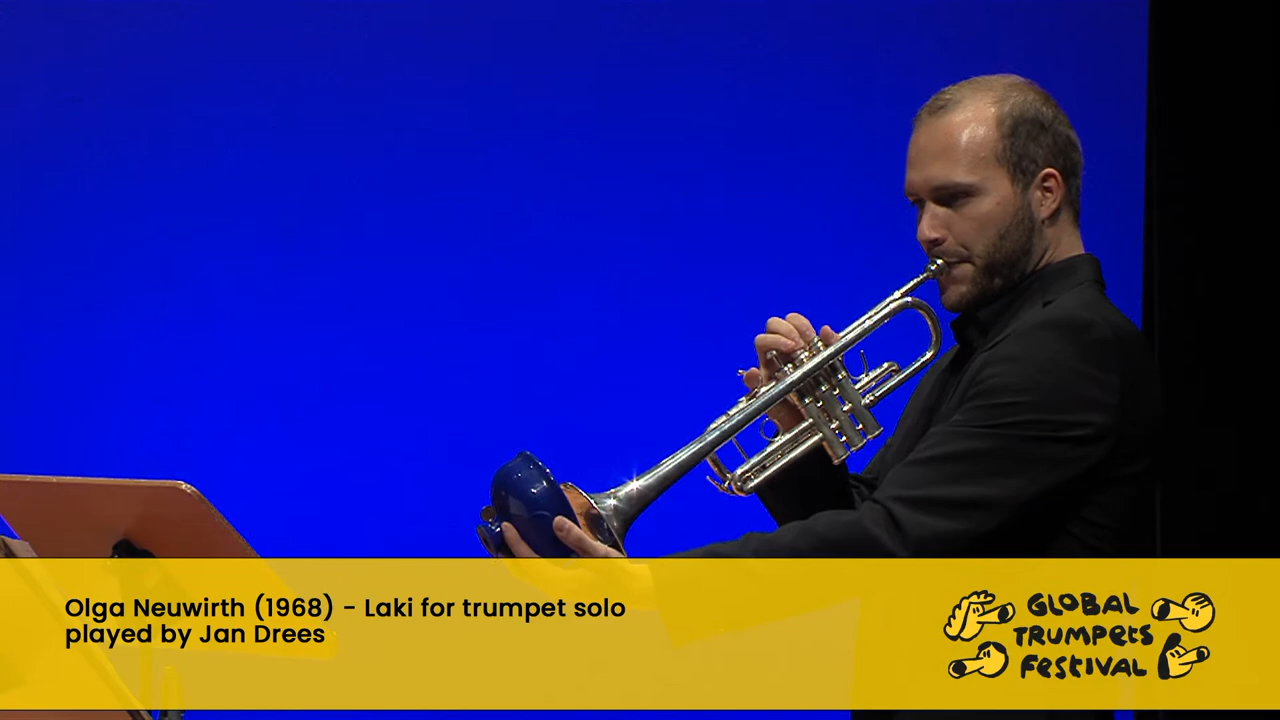 Olga Neuwirth (1968) - Laki for trumpet solo
played by Jan Drees
GLOBAL
TRUMPETS
FESTIVAL